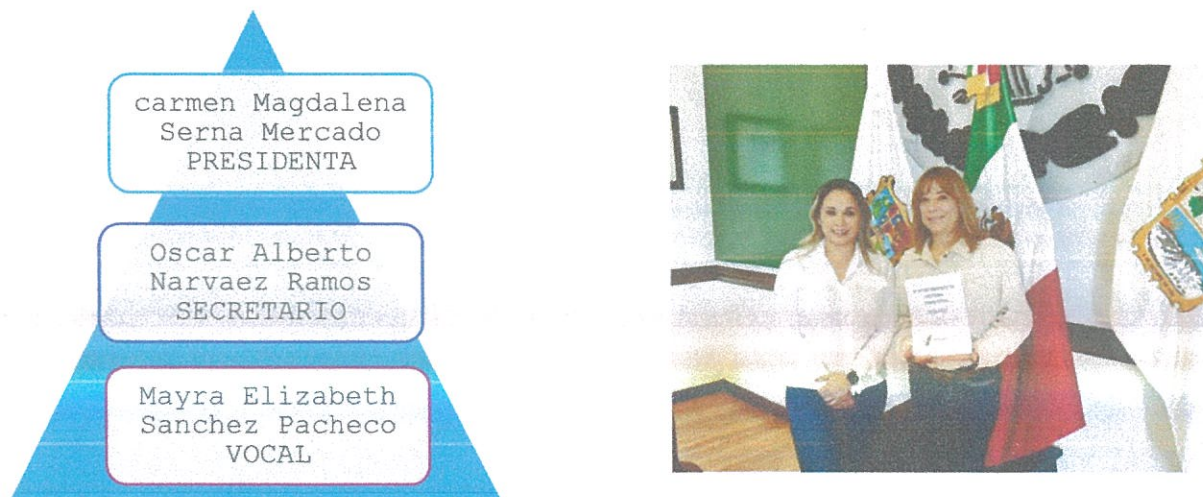 carmen Magdalena
Serna Mercado
PRESIDENTA
Oscar Alberto
Narvaez Ramos
SECRETARIO
Mayra Elizabeth
Sanchez Pacheco
VOCAL